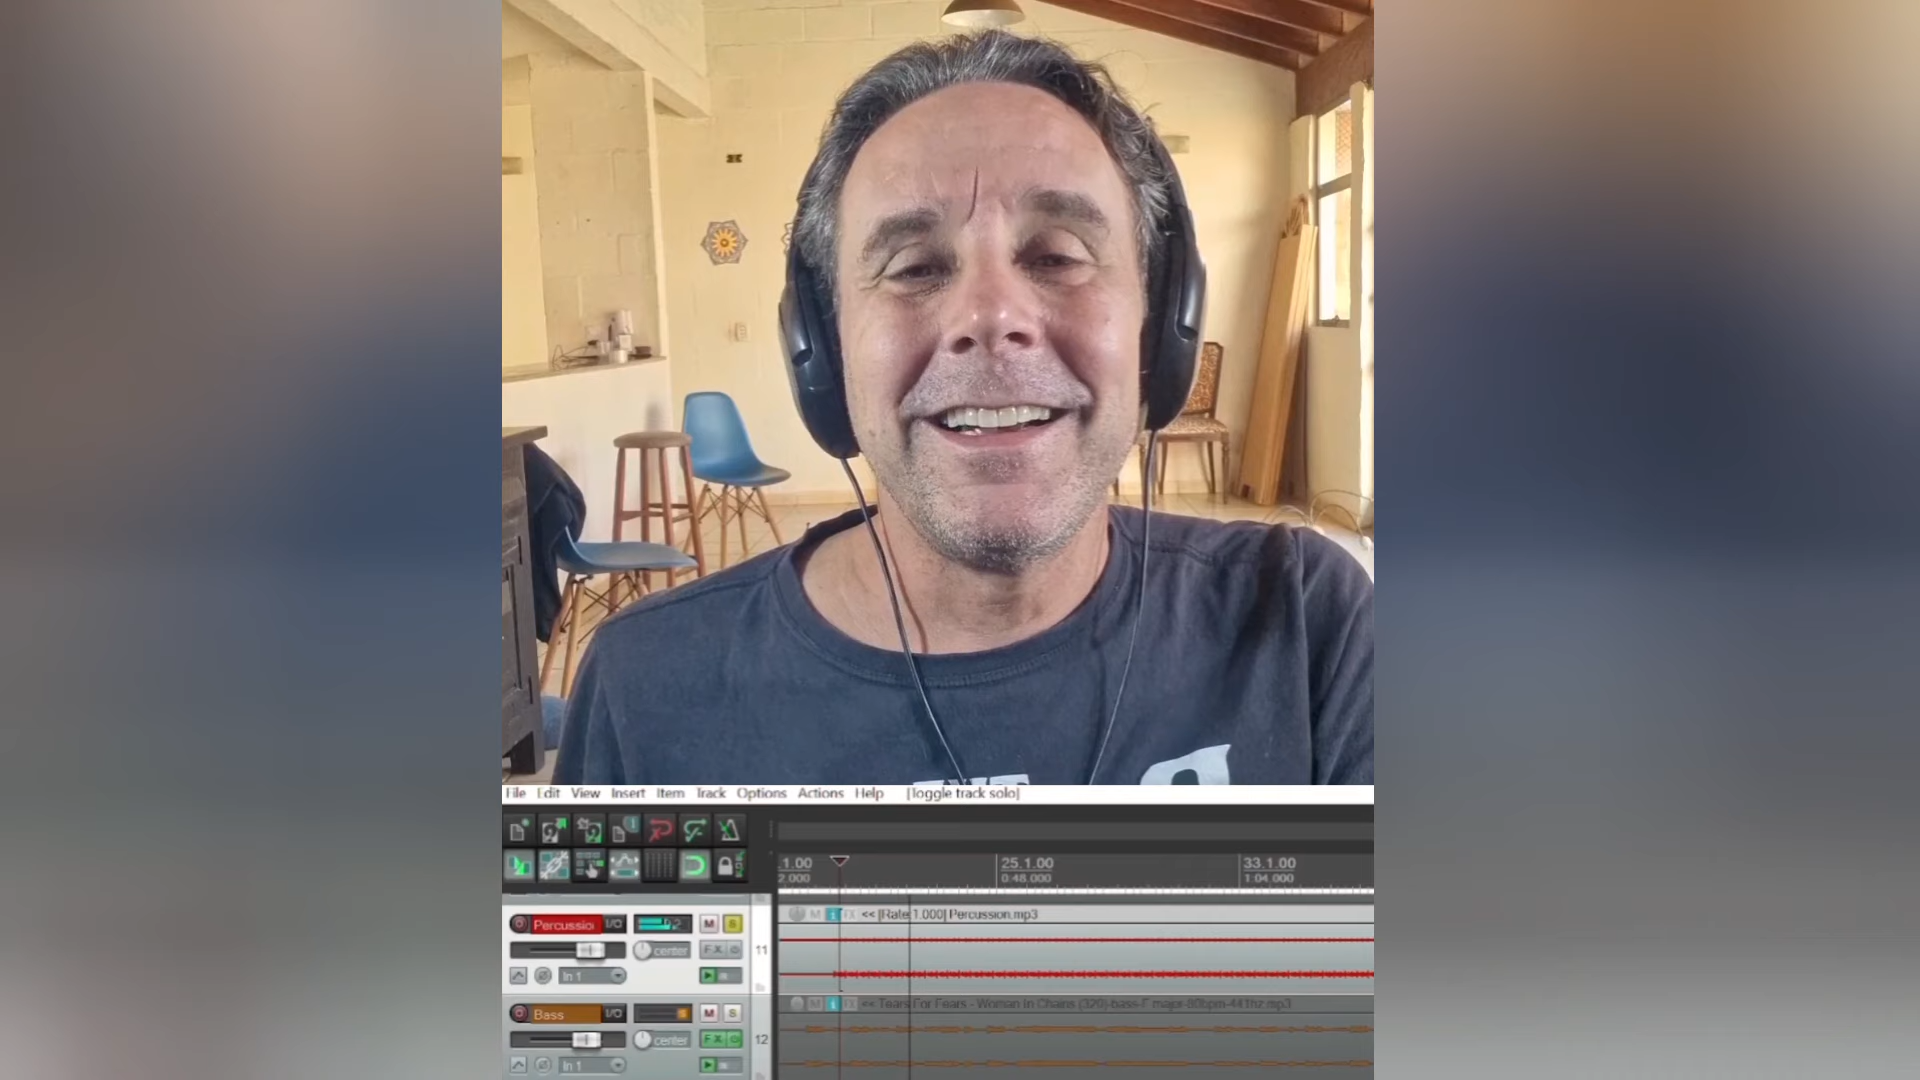 File Edit View Insert Item Track Options Actions Help [Toggle track solo]
.1.00 25.1.00 33.1.00
2.000 0:48.000 1:04.000
Percussio I/O M S
<< [Rate:1.000] Percussion.mp3
center FX
11
In 1
Bass I/O M S
<< Tears For Fears - Woman In Chains (320)-bass-F major-80bpm-441hz.mp3
center FX
12
In 1